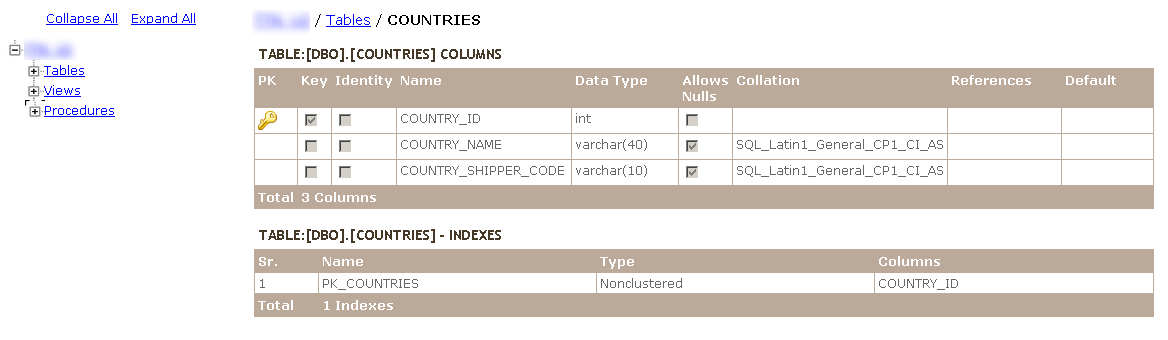 Collapse All Expand All
/ Tables / COUNTRIES
Tables
Views
Procedures
TABLE:[DBO].[COUNTRIES] COLUMNS
PK Key Identity Name Data Type Allows Nulls Collation References Default
COUNTRY_ID int
COUNTRY_NAME varchar(40) SQL_Latin1_General_CP1_CI_AS
COUNTRY_SHIPPER_CODE varchar(10) SQL_Latin1_General_CP1_CI_AS
Total 3 Columns
TABLE:[DBO].[COUNTRIES] - INDEXES
Sr. Name Type Columns
1 PK_COUNTRIES Nonclustered COUNTRY_ID
Total 1 Indexes